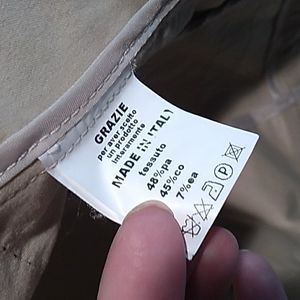 GRAZIE
per aver scelto
un prodotto
interamente
MADE IN ITALY
tessuto
48%pa
45%co
7%ea
P